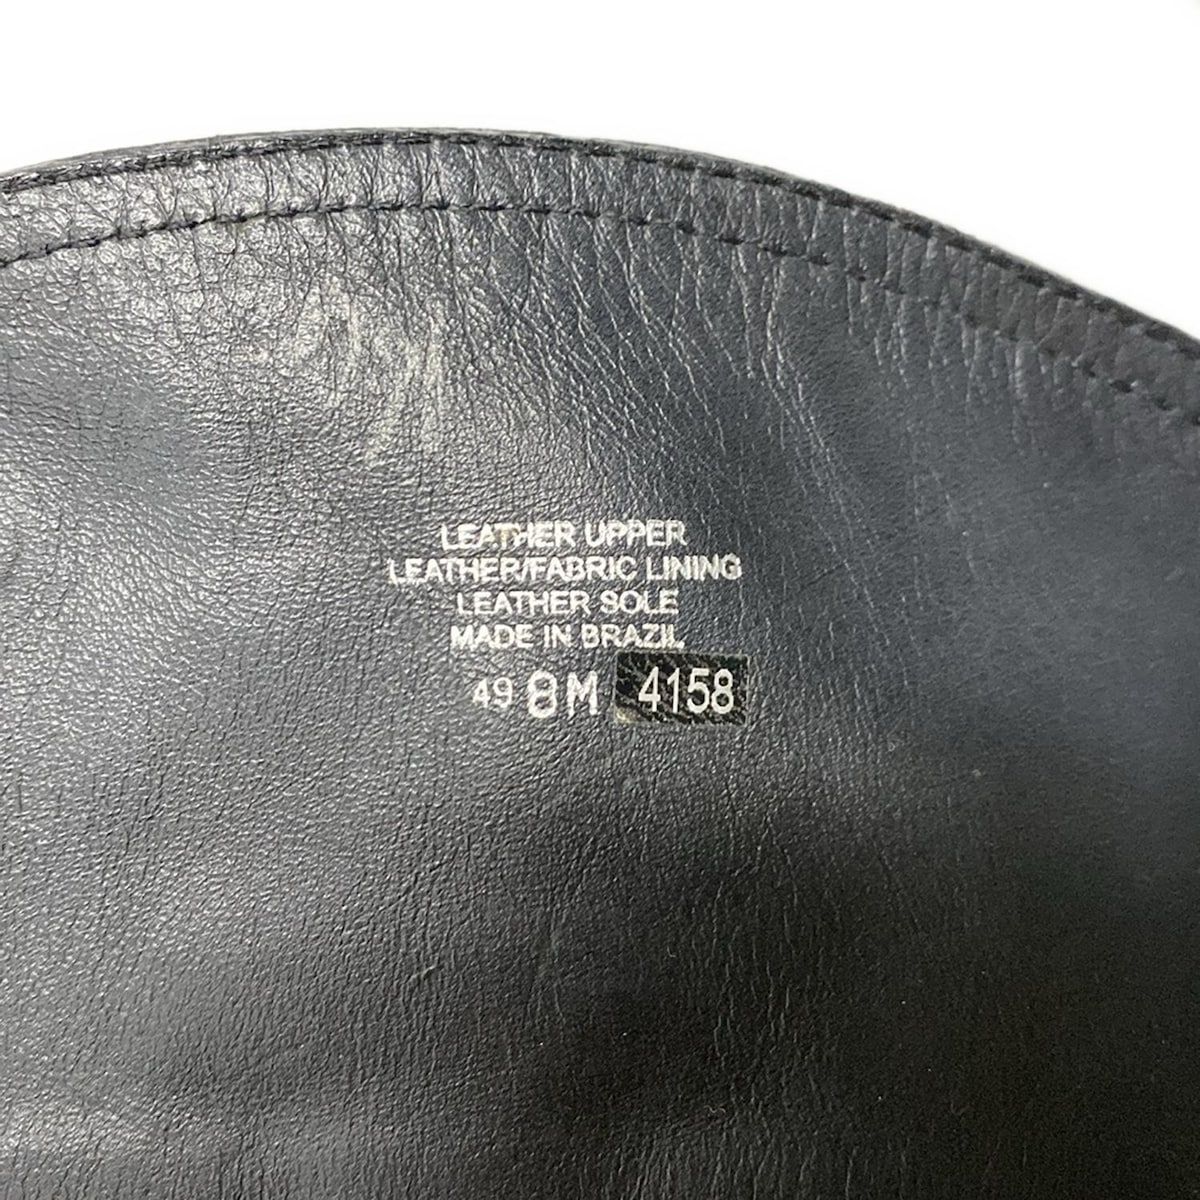 LEATHER UPPER
LEATHER/FABRIC LINING
LEATHER SOLE
MADE IN BRAZIL
49 8M 4158